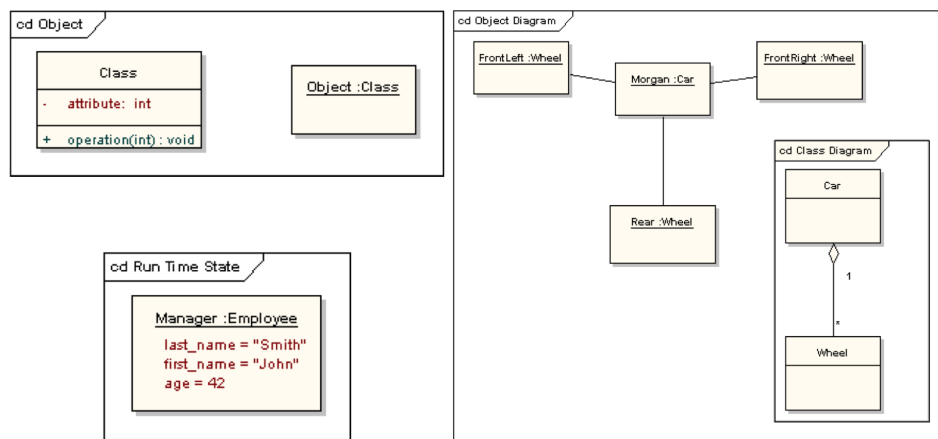 cd Object
Class
- attribute: int
+ operation(int) : void
Object :Class
cd Run Time State
Manager :Employee
last_name = "Smith"
first_name = "John"
age = 42
cd Object Diagram
FrontLeft :Wheel
Morgan :Car
FrontRight :Wheel
Rear :Wheel
cd Class Diagram
Car
1
*
Wheel